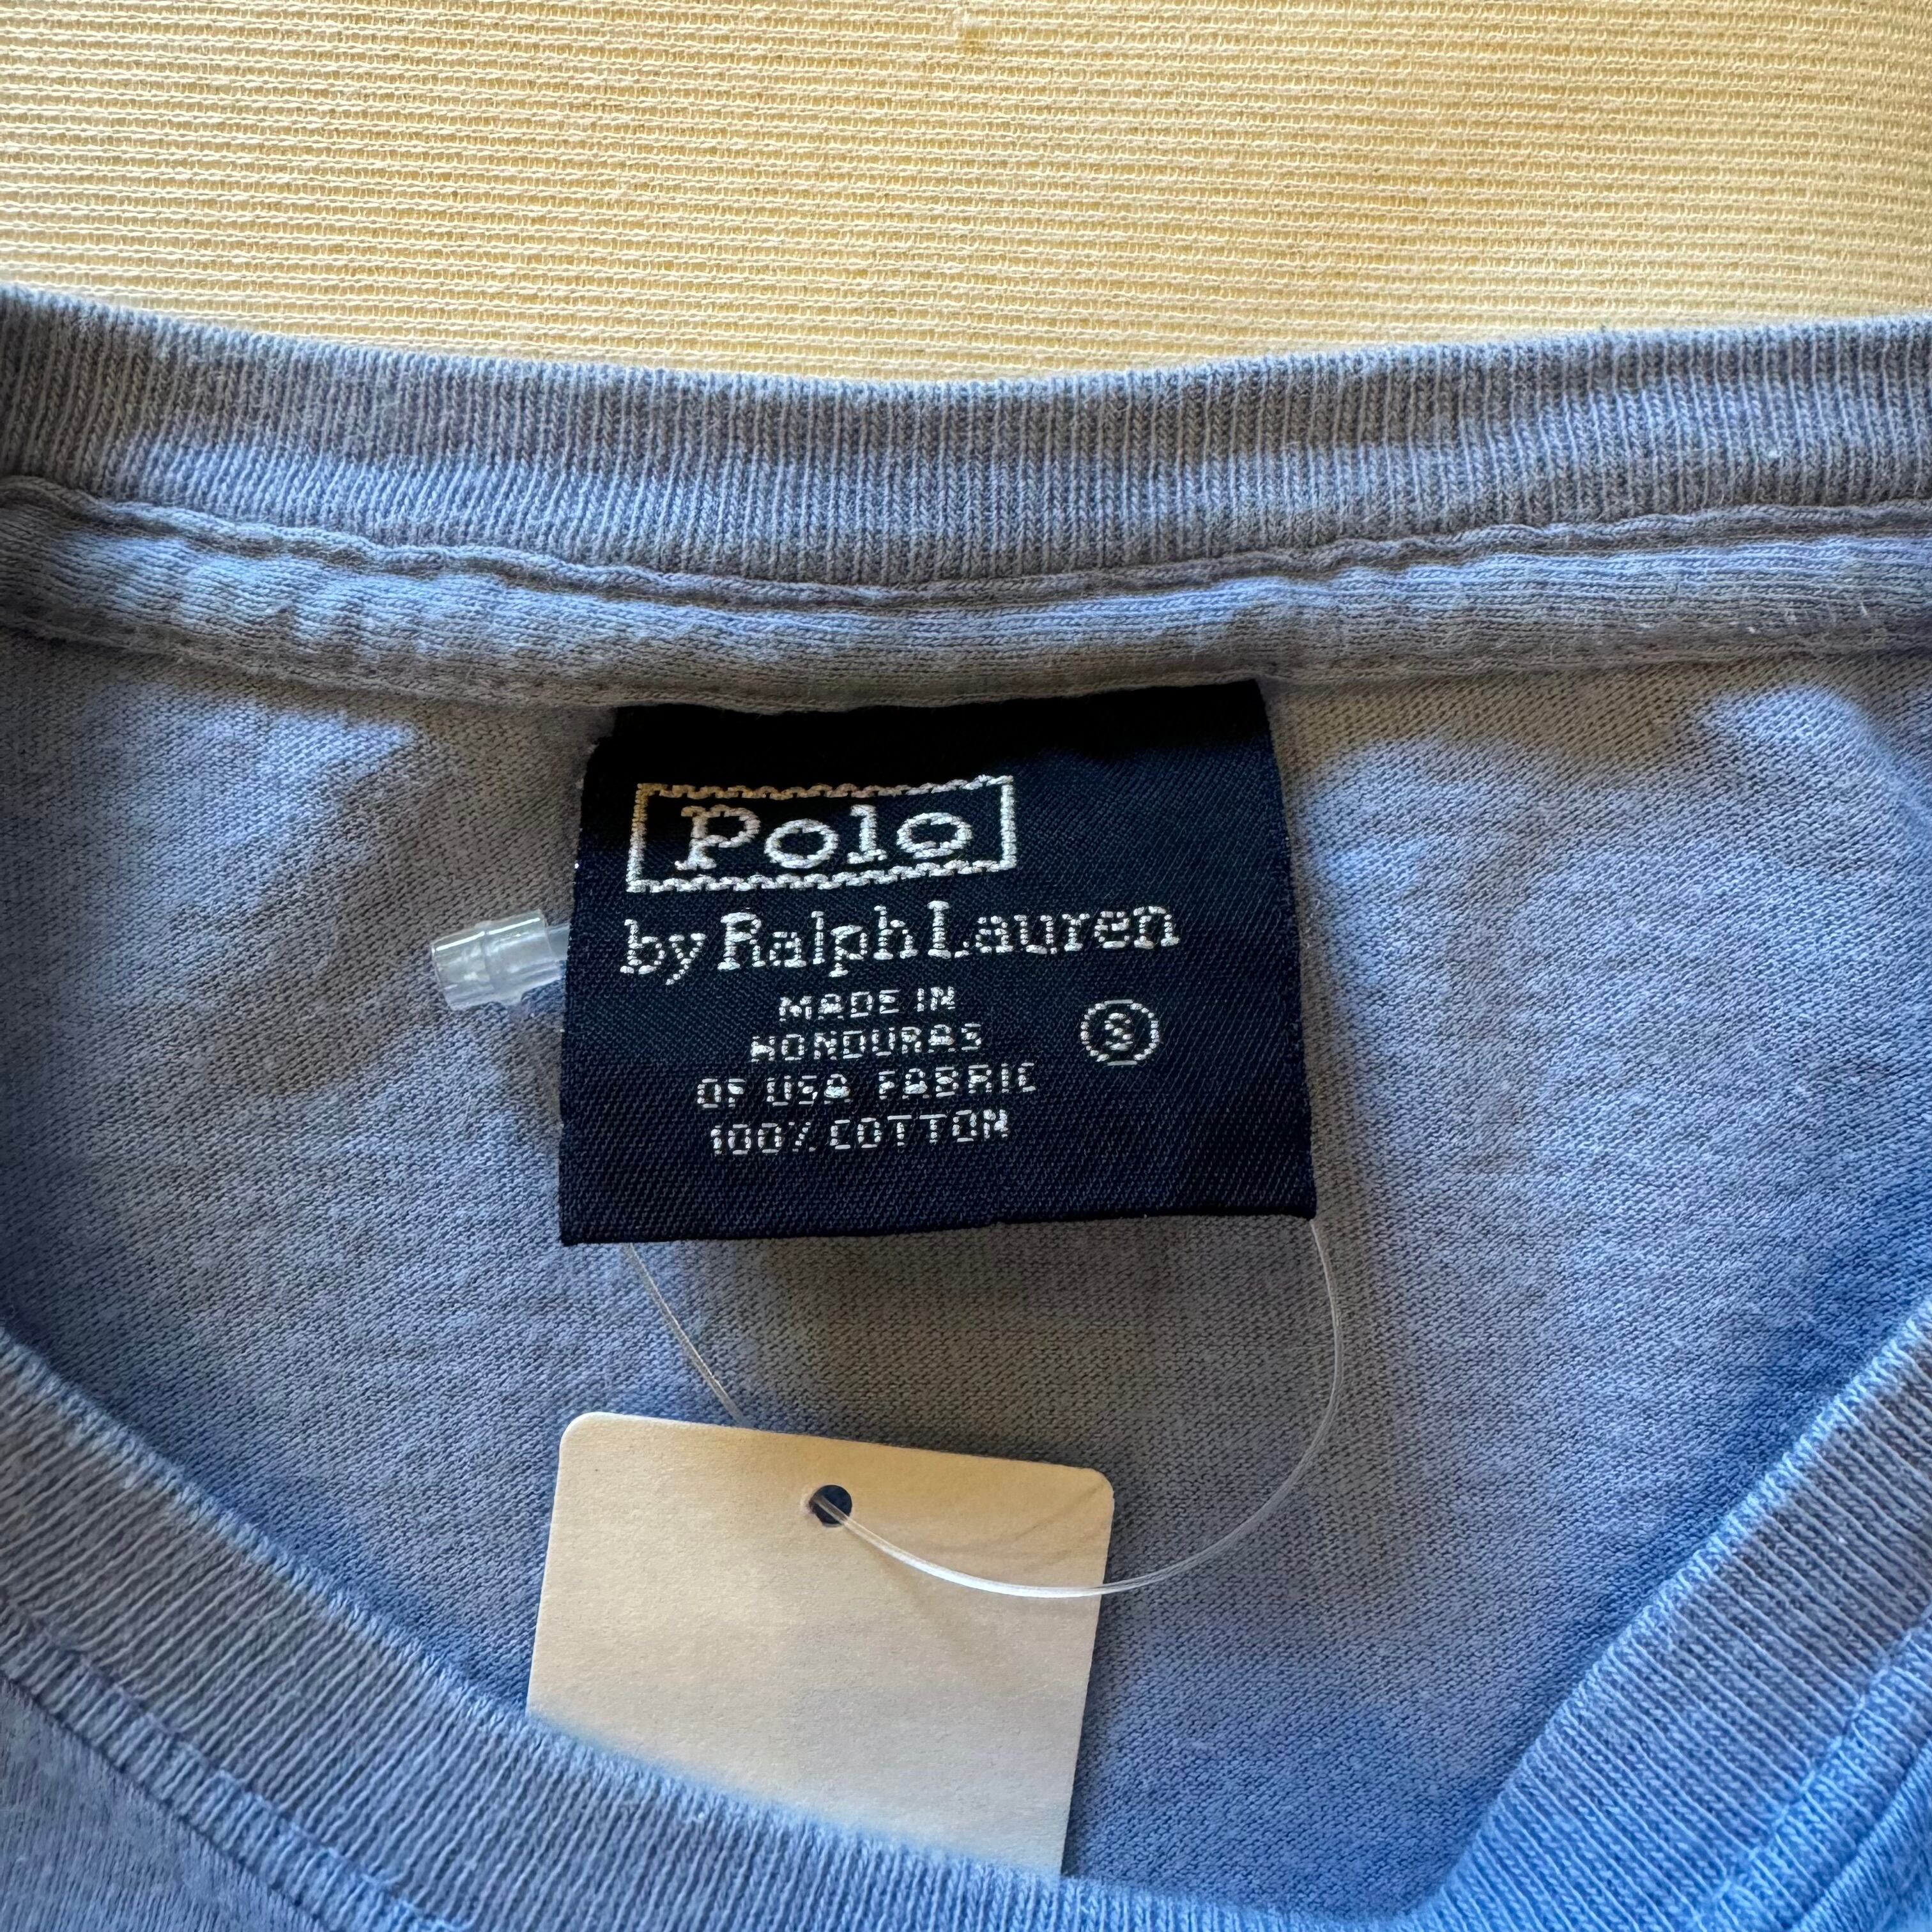 Polo
by Ralph Lauren
MADE IN
HONDURAS
OF USA FABRIC
100% COTTON
S